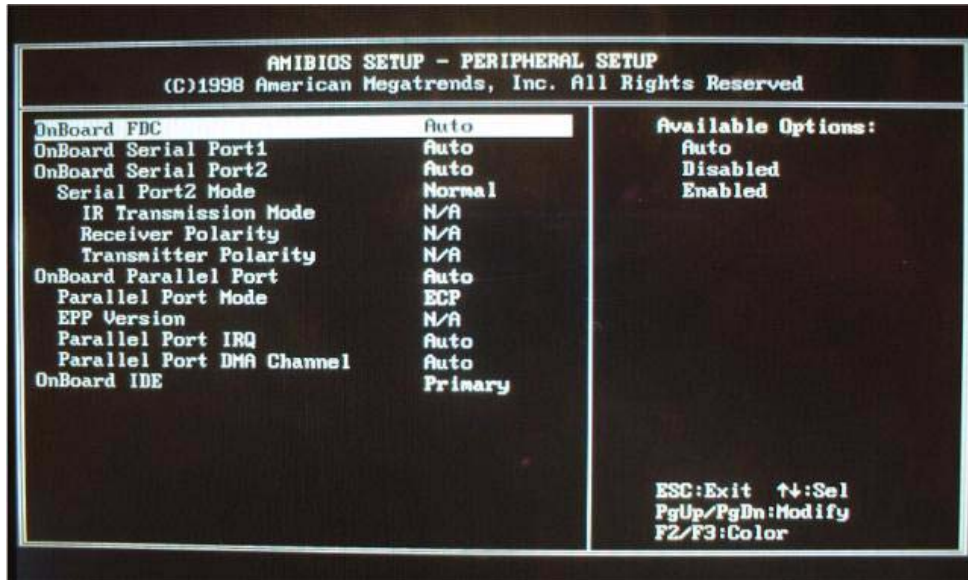 AMIBIOS SETUP - PERIPHERAL SETUP
(C)1998 American Megatrends, Inc. All Rights Reserved
OnBoard FDC Auto
OnBoard Serial Port1 Auto
OnBoard Serial Port2 Auto
Serial Port2 Mode Normal
IR Transmission Mode N/A
Receiver Polarity N/A
Transmitter Polarity N/A
OnBoard Parallel Port Auto
Parallel Port Mode ECP
EPP Version N/A
Parallel Port IRQ Auto
Parallel Port DMA Channel Auto
OnBoard IDE Primary
Available Options:
Auto
Disabled
Enabled
ESC:Exit ↑↓:Sel
PgUp/PgDn:Modify
F2/F3:Color